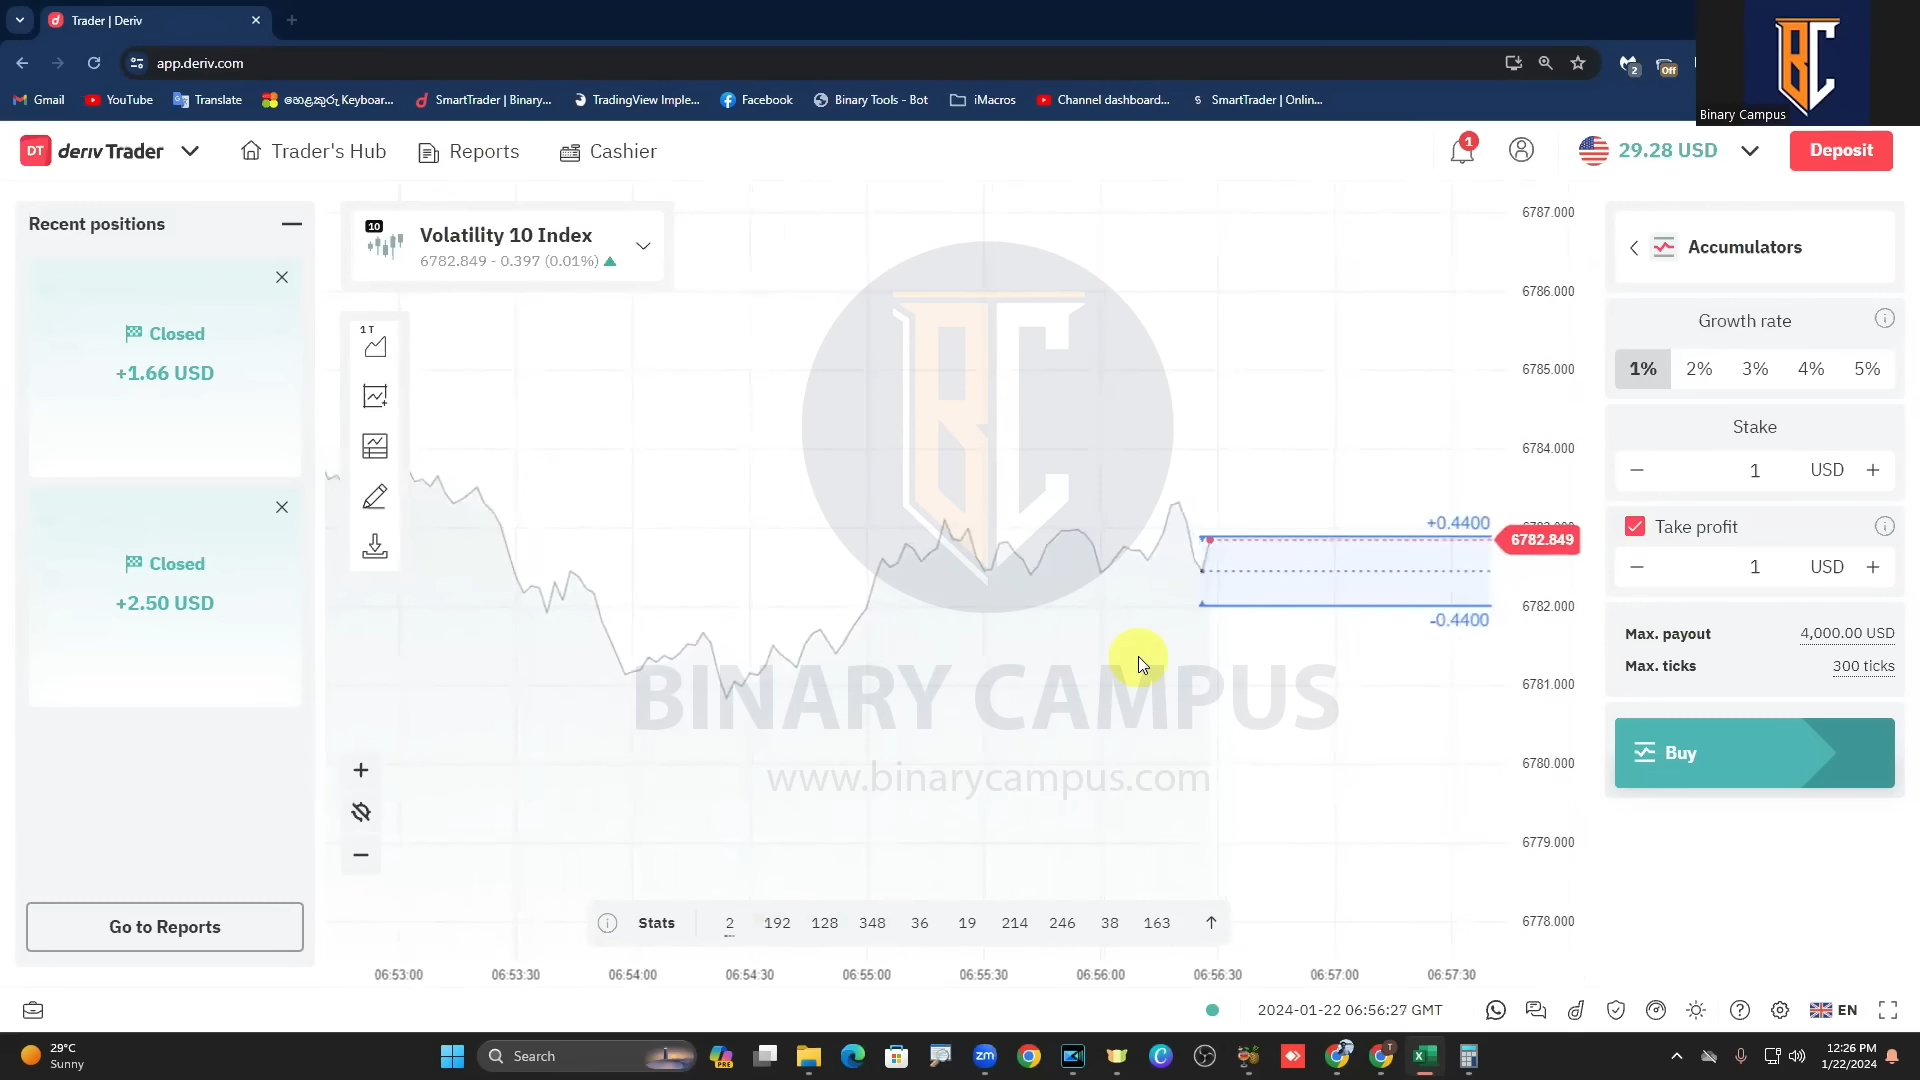 Trader | Deriv
app.deriv.com
2
Off
Gmail
YouTube
Translate
හෙළකුරු Keyboar...
SmartTrader | Binary...
TradingView Imple...
Facebook
Binary Tools - Bot
iMacros
Channel dashboard...
SmartTrader | Onlin...
BC
Binary Campus
DT
deriv Trader
Trader's Hub
Reports
Cashier
1
29.28 USD
Deposit
Recent positions
Closed
+1.66 USD
Closed
+2.50 USD
Go to Reports
10
Volatility 10 Index
6782.849 - 0.397 (0.01%)
1 T
BC
BINARY CAMPUS
www.binarycampus.com
+0.4400
-0.4400
6787.000
6786.000
6785.000
6784.000
6782.849
6782.000
6781.000
6780.000
6779.000
6778.000
Stats 2 192 128 348 36 19 214 246 38 163
06:53:00 06:53:30 06:54:00 06:54:30 06:55:00 06:55:30 06:56:00 06:56:30 06:57:00 06:57:30
Accumulators
Growth rate
1% 2% 3% 4% 5%
Stake
− 1 USD +
Take profit
− 1 USD +
Max. payout 4,000.00 USD
Max. ticks 300 ticks
Buy
2024-01-22 06:56:27 GMT
EN
29°C
Sunny
Search
PRE
zm
T
12:26 PM
1/22/2024